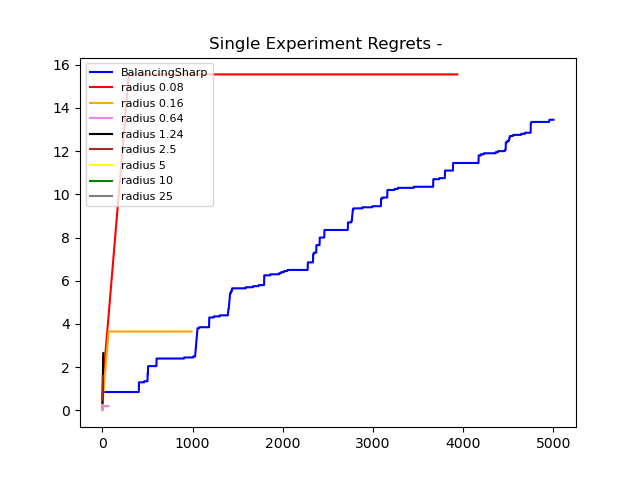 Single Experiment Regrets -
16
14
12
10
8
6
4
2
0
BalancingSharp
radius 0.08
radius 0.16
radius 0.64
radius 1.24
radius 2.5
radius 5
radius 10
radius 25
0 1000 2000 3000 4000 5000